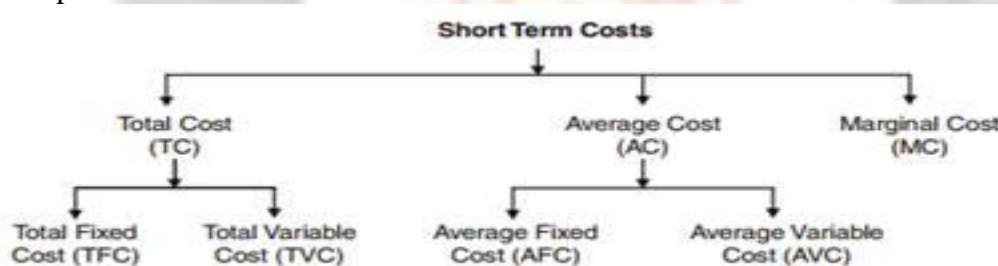 Short Term Costs
Total Cost
(TC)
Average Cost
(AC)
Marginal Cost
(MC)
Total Fixed
Cost (TFC)
Total Variable
Cost (TVC)
Average Fixed
Cost (AFC)
Average Variable
Cost (AVC)